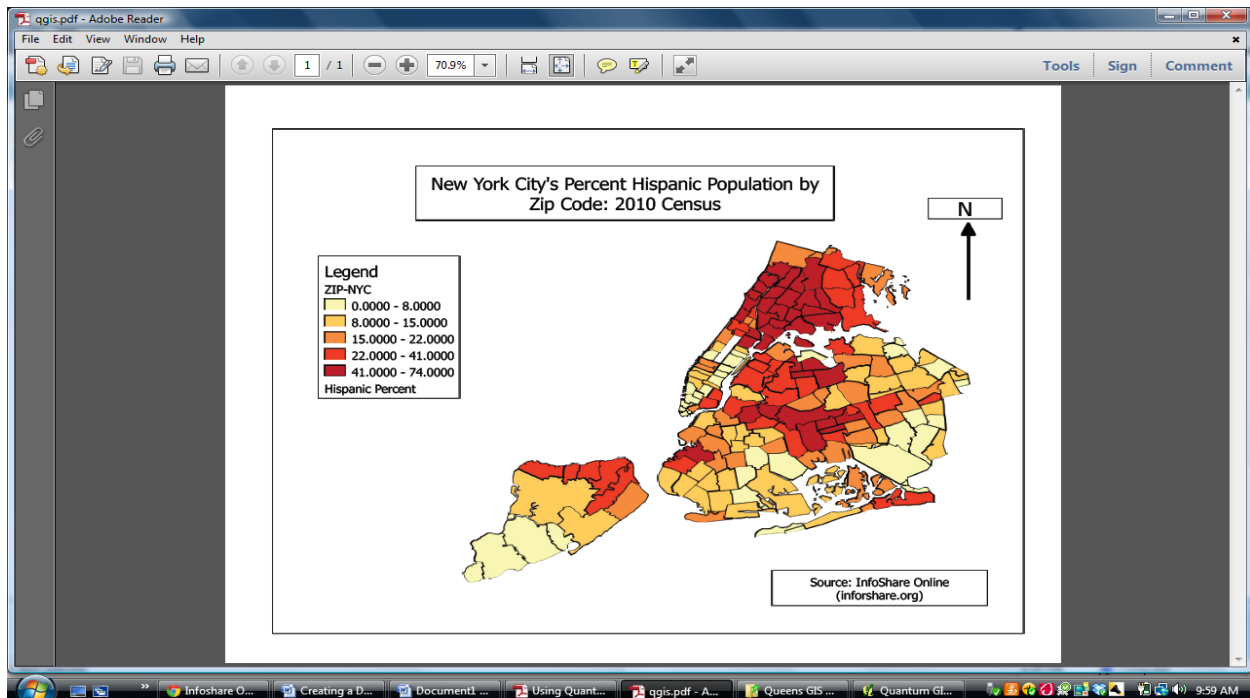 qgis.pdf - Adobe Reader
File Edit View Window Help
1 / 1 70.9% Tools Sign Comment
New York City's Percent Hispanic Population by
Zip Code: 2010 Census
N
Legend
ZIP-NYC
0.0000 - 8.0000
8.0000 - 15.0000
15.0000 - 22.0000
22.0000 - 41.0000
41.0000 - 74.0000
Hispanic Percent
Source: InfoShare Online
(inforshare.org)
Infoshare O... Creating a D... Document1 ... Using Quant... qgis.pdf - A... Queens GIS ... Quantum GI... 9:59 AM